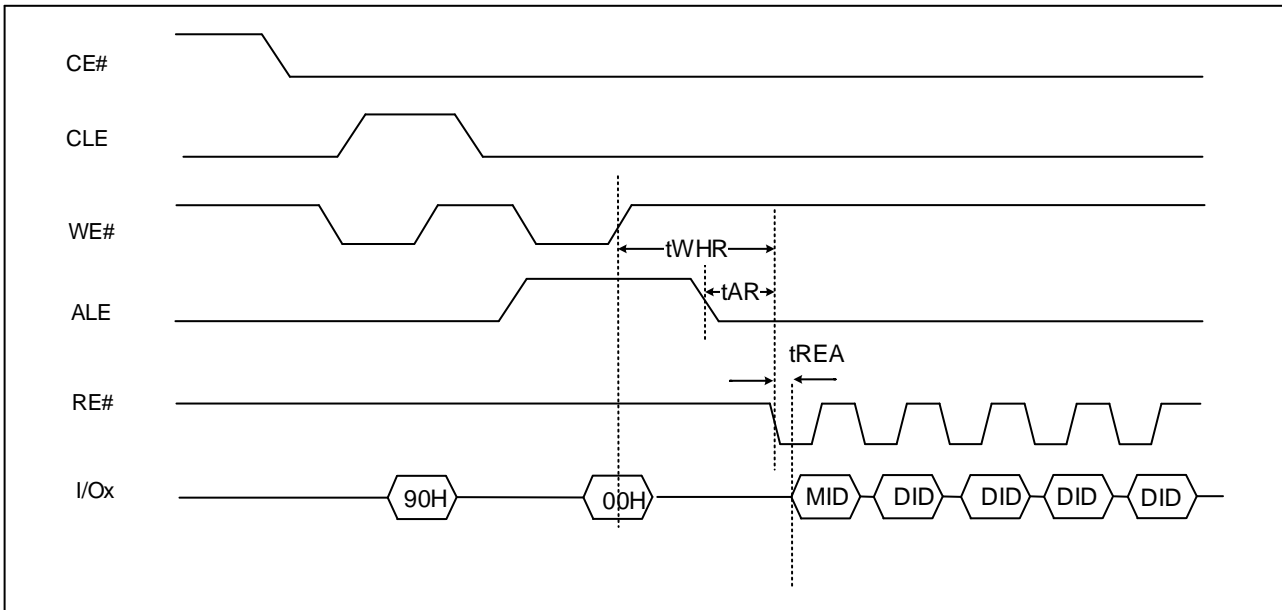 CE#
CLE
WE#
tWHR
tAR
ALE
tREA
RE#
I/Ox
90H
00H
MID
DID
DID
DID
DID